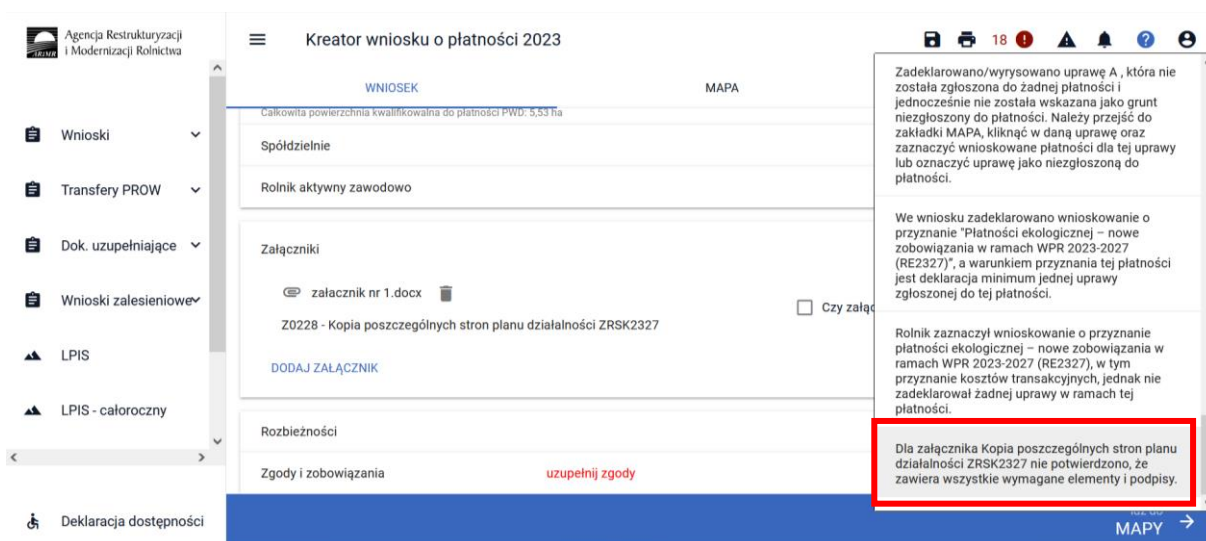 Agencja Restrukturyzacji
i Modernizacji Rolnictwa
ARiMR
Kreator wniosku o płatności 2023
18
WNIOSEK
MAPA
Wnioski
Transfery PROW
Dok. uzupełniające
Wnioski zalesieniowe
LPIS
LPIS - całoroczny
Deklaracja dostępności
Całkowita powierzchnia kwalifikowalna do płatności PWD: 5,53 ha
Spółdzielnie
Rolnik aktywny zawodowo
Załączniki
załacznik nr 1.docx
Z0228 - Kopia poszczególnych stron planu działalności ZRSK2327
Czy załąc
DODAJ ZAŁĄCZNIK
Rozbieżności
Zgody i zobowiązania
uzupełnij zgody
Zadeklarowano/wyrysowano uprawę A , która nie
została zgłoszona do żadnej płatności i
jednocześnie nie została wskazana jako grunt
niezgłoszony do płatności. Należy przejść do
zakładki MAPA, kliknąć w daną uprawę oraz
zaznaczyć wnioskowane płatności dla tej uprawy
lub oznaczyć uprawę jako niezgłoszoną do
płatności.
We wniosku zadeklarowano wnioskowanie o
przyznanie "Płatności ekologicznej – nowe
zobowiązania w ramach WPR 2023-2027
(RE2327)", a warunkiem przyznania tej płatności
jest deklaracja minimum jednej uprawy
zgłoszonej do tej płatności.
Rolnik zaznaczył wnioskowanie o przyznanie
płatności ekologicznej – nowe zobowiązania w
ramach WPR 2023-2027 (RE2327), w tym
przyznanie kosztów transakcyjnych, jednak nie
zadeklarował żadnej uprawy w ramach tej
płatności.
Dla załącznika Kopia poszczególnych stron planu
działalności ZRSK2327 nie potwierdzono, że
zawiera wszystkie wymagane elementy i podpisy.
MAPY